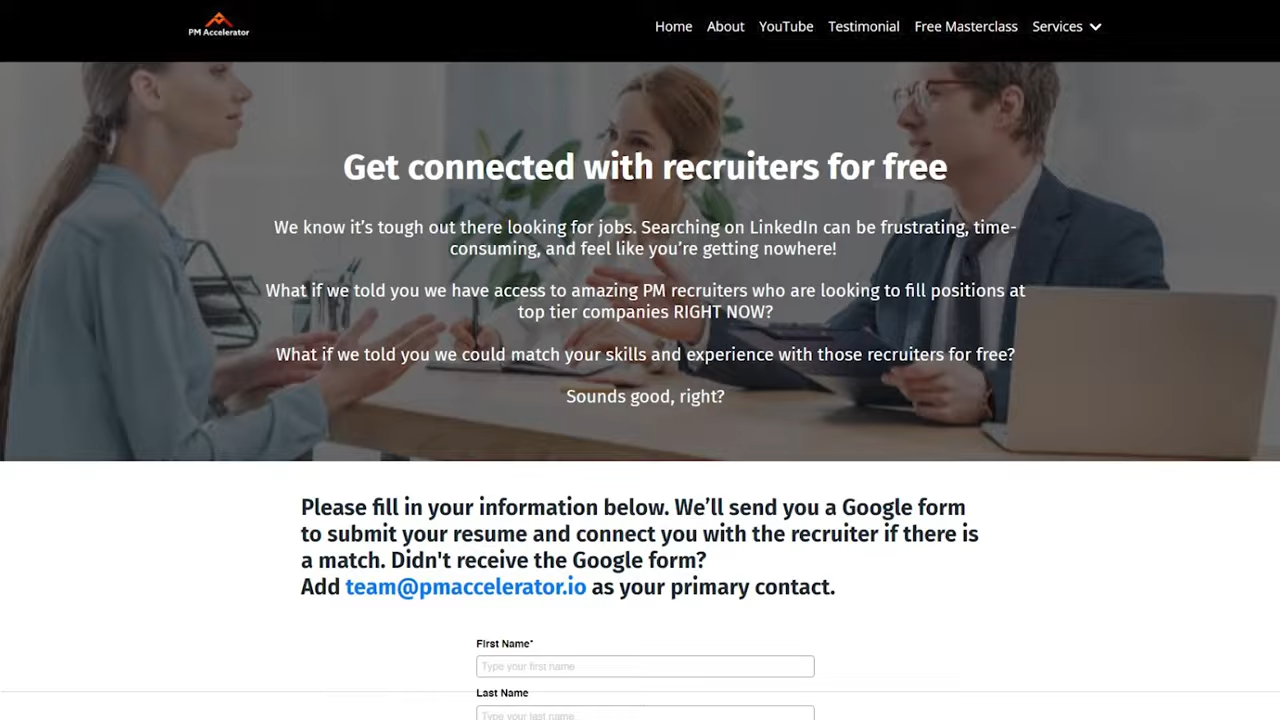 PM Accelerator
Home About YouTube Testimonial Free Masterclass Services
Get connected with recruiters for free
We know it’s tough out there looking for jobs. Searching on LinkedIn can be frustrating, time-
consuming, and feel like you’re getting nowhere!
What if we told you we have access to amazing PM recruiters who are looking to fill positions at
top tier companies RIGHT NOW?
What if we told you we could match your skills and experience with those recruiters for free?
Sounds good, right?
Please fill in your information below. We’ll send you a Google form
to submit your resume and connect you with the recruiter if there is
a match. Didn't receive the Google form?
Add team@pmaccelerator.io as your primary contact.
First Name*
Type your first name
Last Name
Type your last name